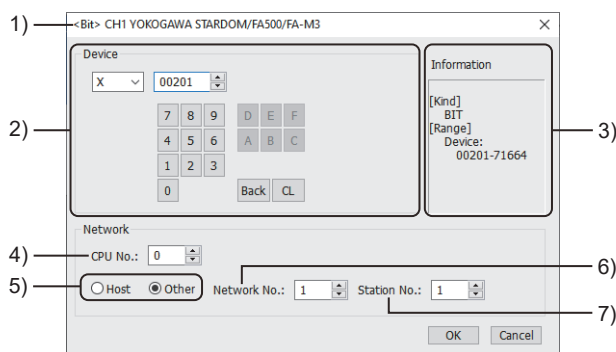 1)
<Bit> CH1 YOKOGAWA STARDOM/FA500/FA-M3
2)
Device
X 00201
7 8 9 D E F
4 5 6 A B C
1 2 3
0 Back CL
3)
Information
[Kind]
BIT
[Range]
Device:
00201-71664
Network
4)
CPU No.: 0
5)
Host Other Network No.: 1 Station No.: 1
6)
7)
OK Cancel